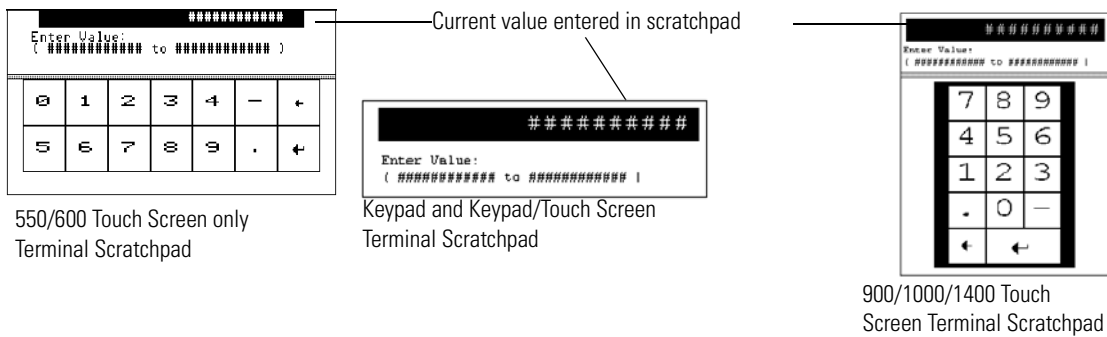 ############
Enter Value:
( ############ to ############ )
0 1 2 3 4 – ←
5 6 7 8 9 . ↵
550/600 Touch Screen only
Terminal Scratchpad
Current value entered in scratchpad
##########
Enter Value:
( ############ to ############ |
Keypad and Keypad/Touch Screen
Terminal Scratchpad
##########
Enter Value:
( ############ to ############ |
7 8 9
4 5 6
1 2 3
. 0 –
← ↵
900/1000/1400 Touch
Screen Terminal Scratchpad